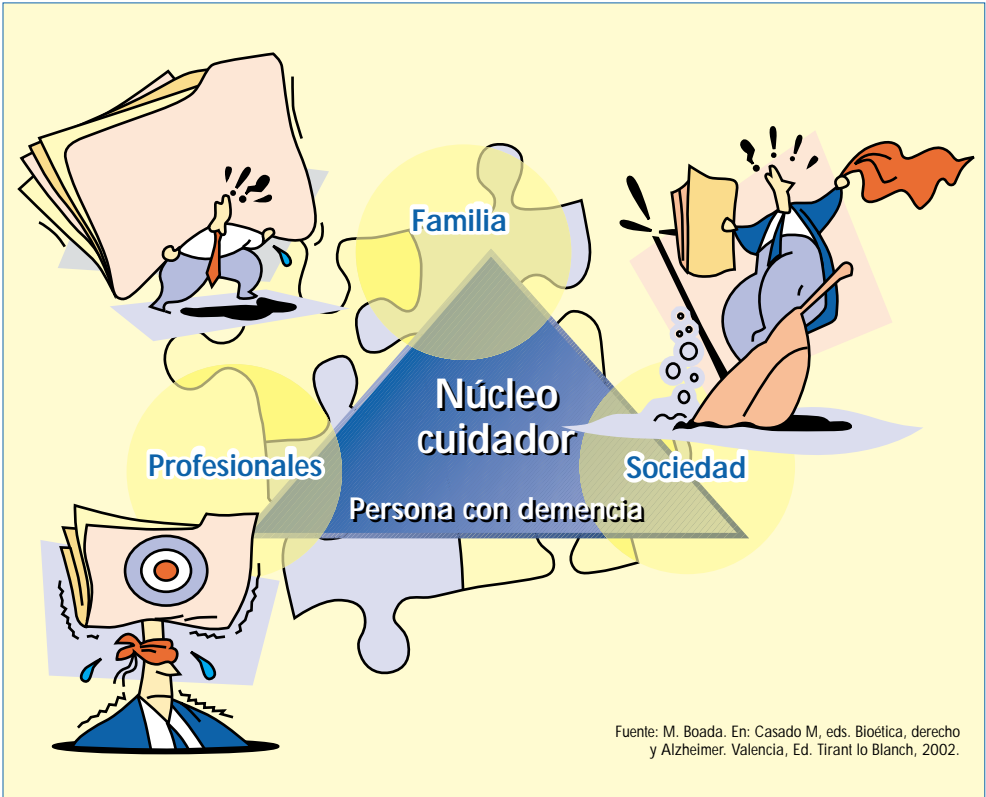 Familia
Núcleo
cuidador
Profesionales
Sociedad
Persona con demencia
Fuente: M. Boada. En: Casado M, eds. Bioética, derecho
y Alzheimer. Valencia, Ed. Tirant lo Blanch, 2002.